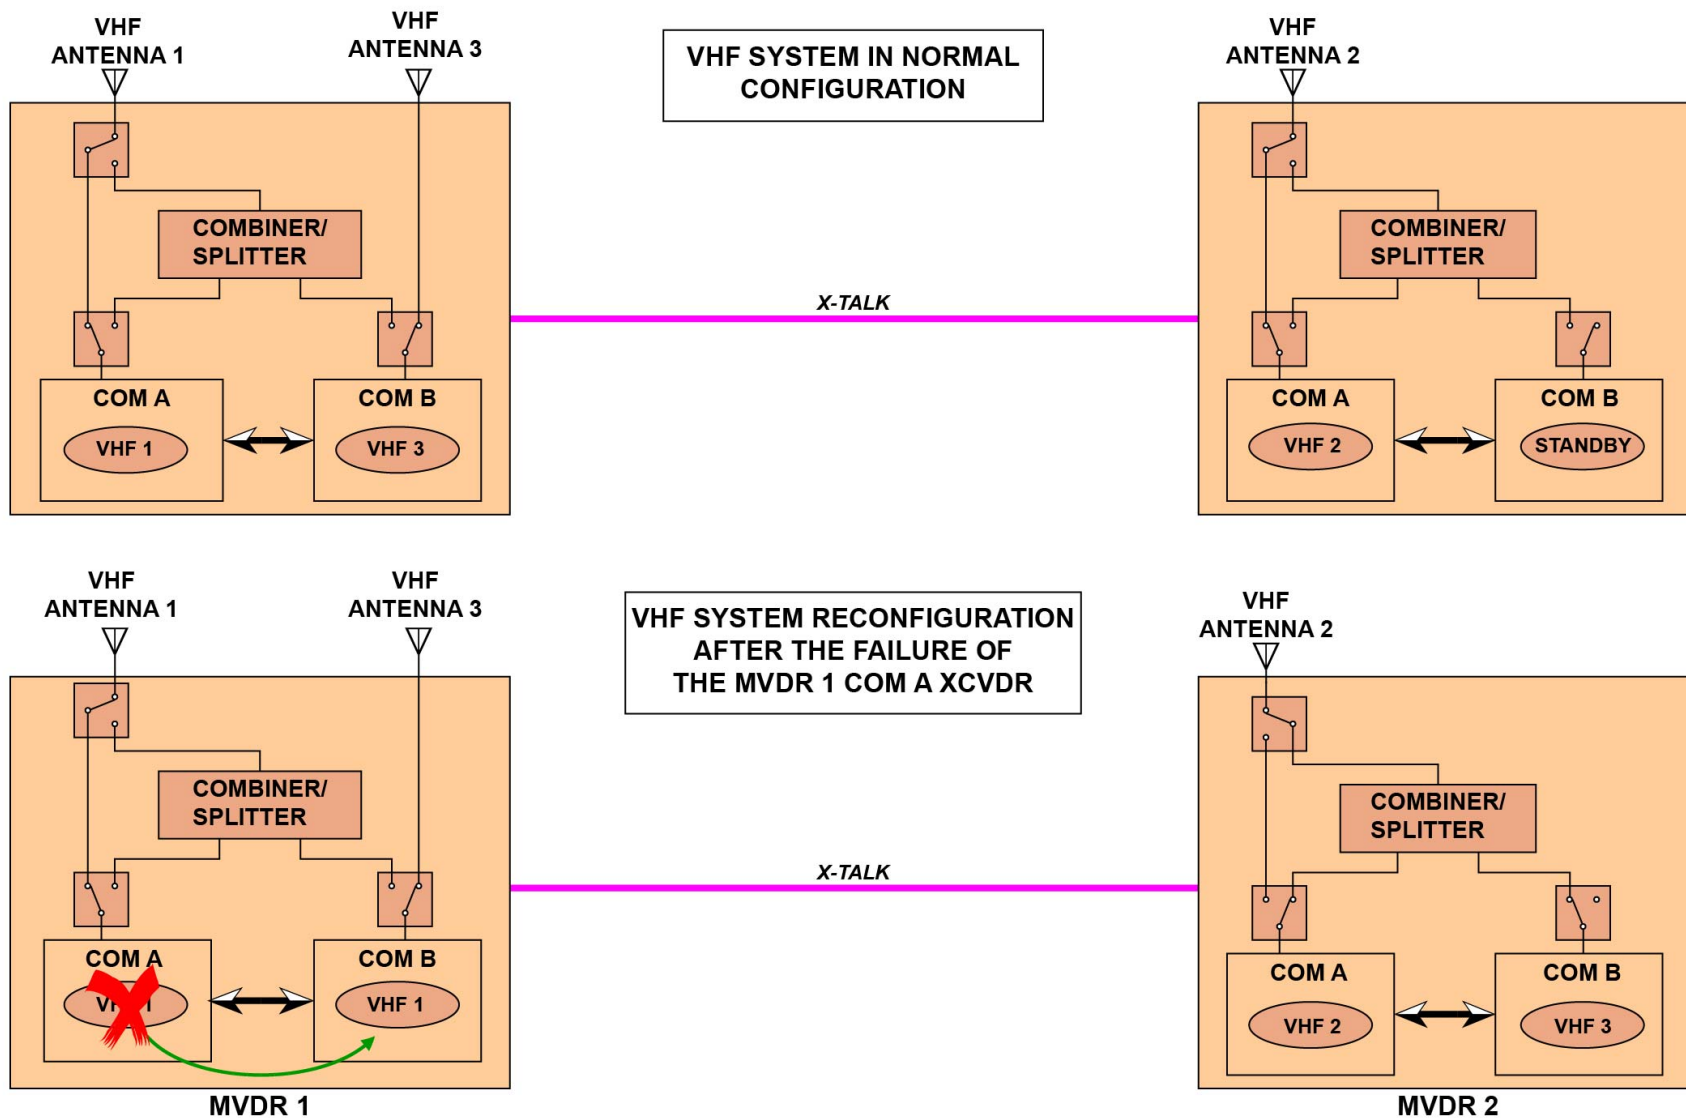 VHF
ANTENNA 1
VHF
ANTENNA 3
VHF SYSTEM IN NORMAL
CONFIGURATION
VHF
ANTENNA 2
COMBINER/
SPLITTER
COM A
VHF 1
COM B
VHF 3
X-TALK
COMBINER/
SPLITTER
COM A
VHF 2
COM B
STANDBY
VHF
ANTENNA 1
VHF
ANTENNA 3
VHF SYSTEM RECONFIGURATION
AFTER THE FAILURE OF
THE MVDR 1 COM A XCVDR
VHF
ANTENNA 2
COMBINER/
SPLITTER
COM A
VHF 1
COM B
VHF 1
MVDR 1
X-TALK
COMBINER/
SPLITTER
COM A
VHF 2
COM B
VHF 3
MVDR 2